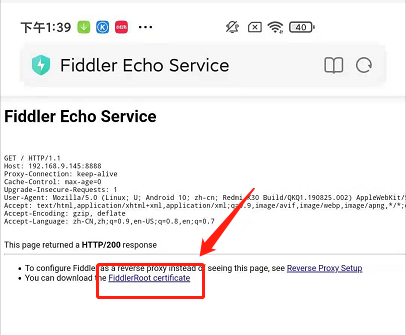 下午1:39
40
Fiddler Echo Service
Fiddler Echo Service
GET / HTTP/1.1
Host: 192.168.9.145:8888
Proxy-Connection: keep-alive
Cache-Control: max-age=0
Upgrade-Insecure-Requests: 1
User-Agent: Mozilla/5.0 (Linux; U; Android 10; zh-cn; Redmi K30 Build/QKQ1.190825.002) AppleWebKit/5
Accept: text/html,application/xhtml+xml,application/xml;q=0.9,image/avif,image/webp,image/apng,*/*;
Accept-Encoding: gzip, deflate
Accept-Language: zh-CN,zh;q=0.9,en-US;q=0.8,en;q=0.7
This page returned a HTTP/200 response
• To configure Fiddler as a reverse proxy instead of seeing this page, see Reverse Proxy Setup
• You can download the FiddlerRoot certificate